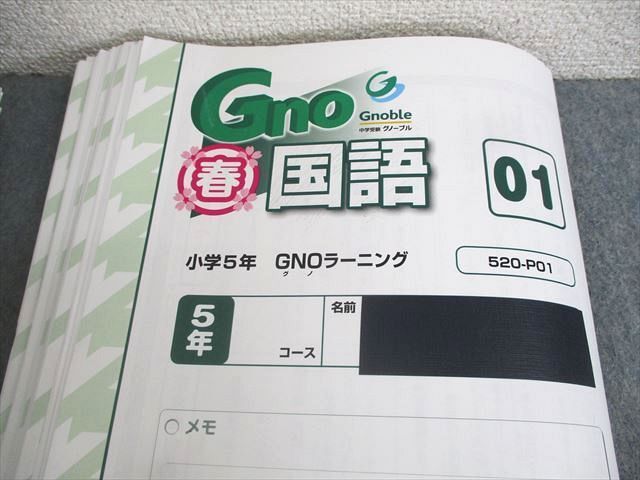 Gno
Gnoble
中学受験 グノーブル
春 国語
01
小学5年 GNOラーニング
グ ノ
520-P01
5年
コース
名前
メモ